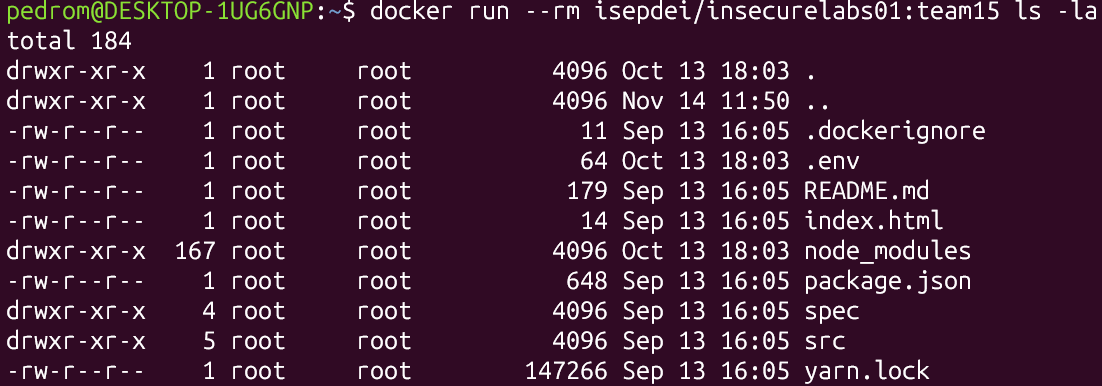 pedrom@DESKTOP-1UG6GNP:~$ docker run --rm isepdei/insecurelabs01:team15 ls -la
total 184
drwxr-xr-x 1 root root 4096 Oct 13 18:03 .
drwxr-xr-x 1 root root 4096 Nov 14 11:50 ..
-rw-r--r-- 1 root root 11 Sep 13 16:05 .dockerignore
-rw-r--r-- 1 root root 64 Oct 13 18:03 .env
-rw-r--r-- 1 root root 179 Sep 13 16:05 README.md
-rw-r--r-- 1 root root 14 Sep 13 16:05 index.html
drwxr-xr-x 167 root root 4096 Oct 13 18:03 node_modules
-rw-r--r-- 1 root root 648 Sep 13 16:05 package.json
drwxr-xr-x 4 root root 4096 Sep 13 16:05 spec
drwxr-xr-x 5 root root 4096 Sep 13 16:05 src
-rw-r--r-- 1 root root 147266 Sep 13 16:05 yarn.lock